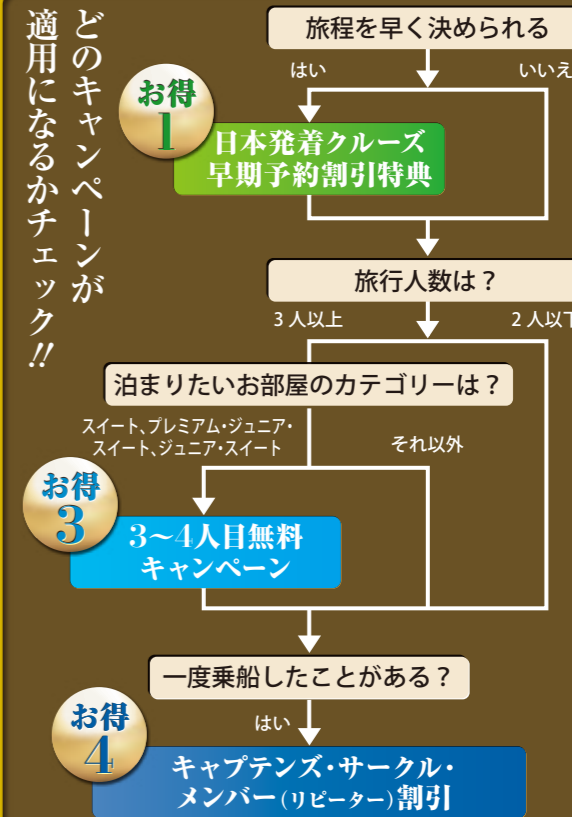 どのキャンペーンが
適用になるかチェック!!
旅程を早く決められる
はい
いいえ
お得
1
日本発着クルーズ
早期予約割引特典
旅行人数は？
3人以上
2人以下
泊まりたいお部屋のカテゴリーは？
スイート、プレミアム・ジュニア・
スイート、ジュニア・スイート
それ以外
お得
3
3〜4人目無料
キャンペーン
一度乗船したことがある？
はい
お得
4
キャプテンズ・サークル・
メンバー(リピーター)割引